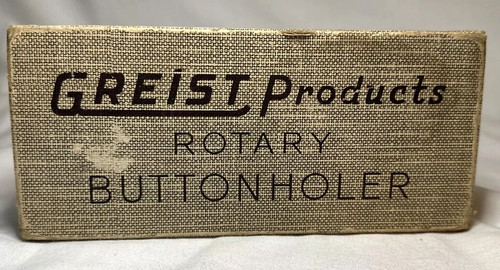 GREIST Products
ROTARY
BUTTONHOLER